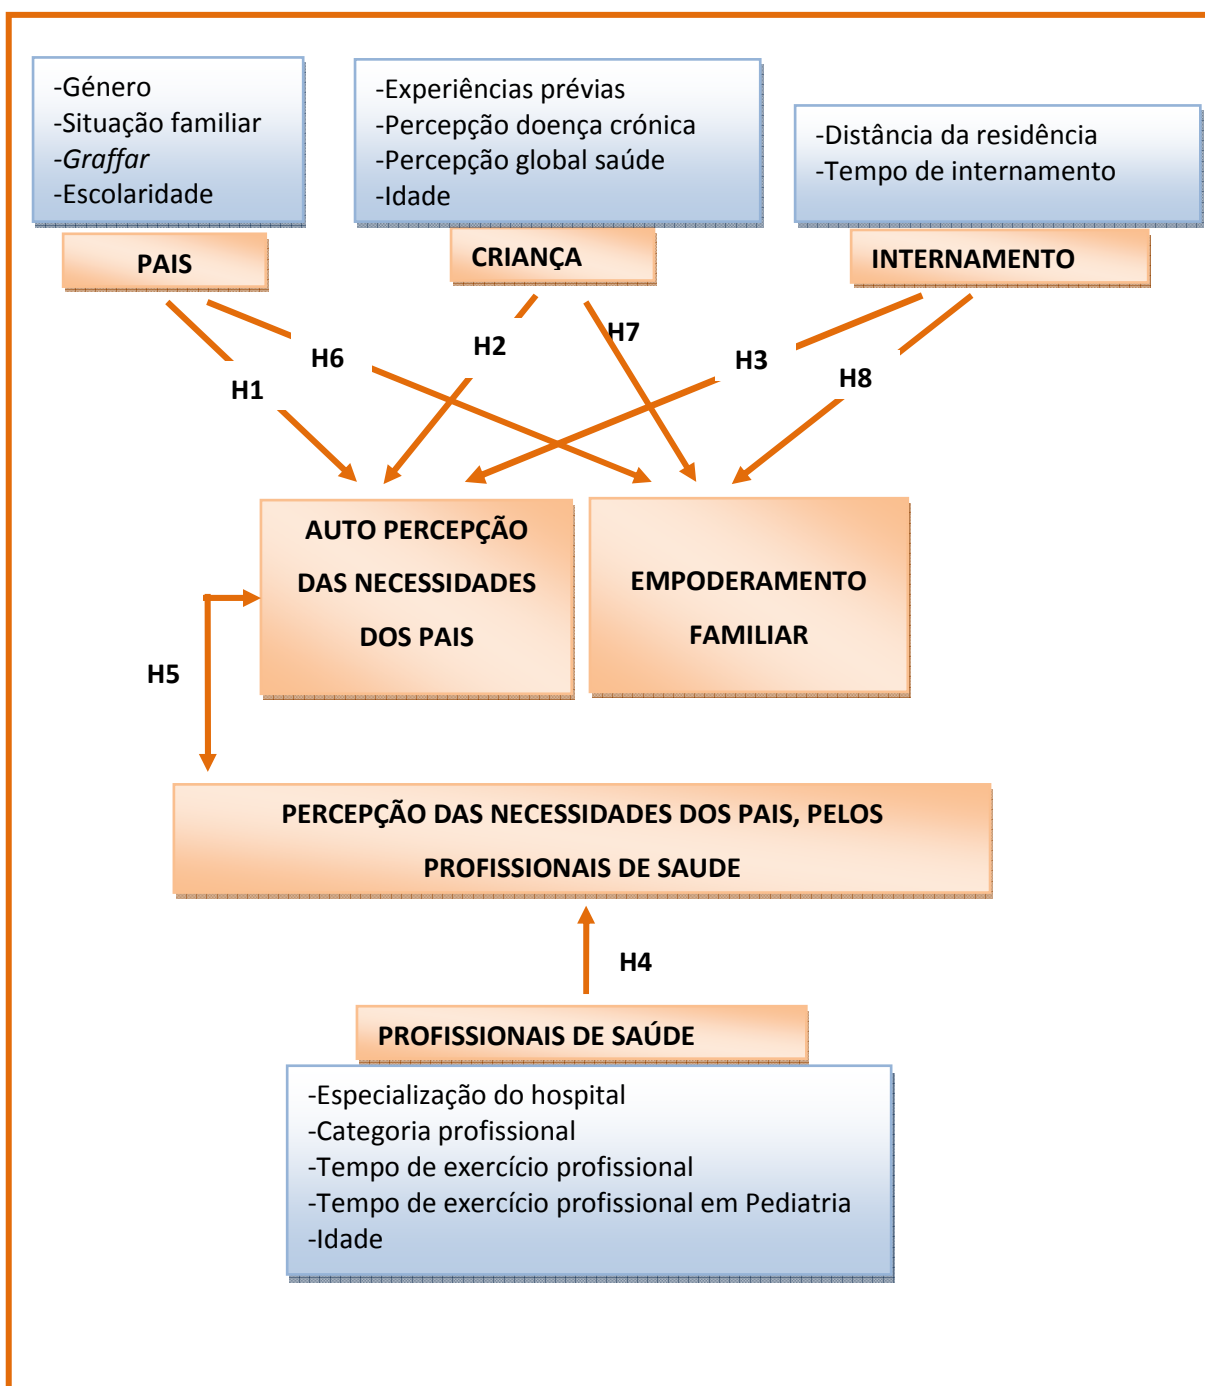 -Género
-Situação familiar
-Graffar
-Escolaridade
PAIS
-Experiências prévias
-Percepção doença crónica
-Percepção global saúde
-Idade
CRIANÇA
-Distância da residência
-Tempo de internamento
INTERNAMENTO
H1
H6
H2
H7
H3
H8
AUTO PERCEPÇÃO
DAS NECESSIDADES
DOS PAIS
EMPODERAMENTO
FAMILIAR
H5
PERCEPÇÃO DAS NECESSIDADES DOS PAIS, PELOS
PROFISSIONAIS DE SAUDE
H4
PROFISSIONAIS DE SAÚDE
-Especialização do hospital
-Categoria profissional
-Tempo de exercício profissional
-Tempo de exercício profissional em Pediatria
-Idade